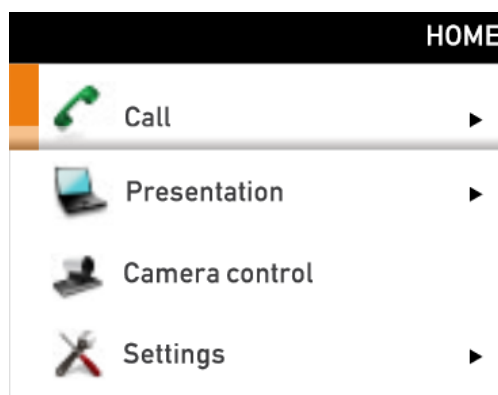 HOME
Call
Presentation
Camera control
Settings